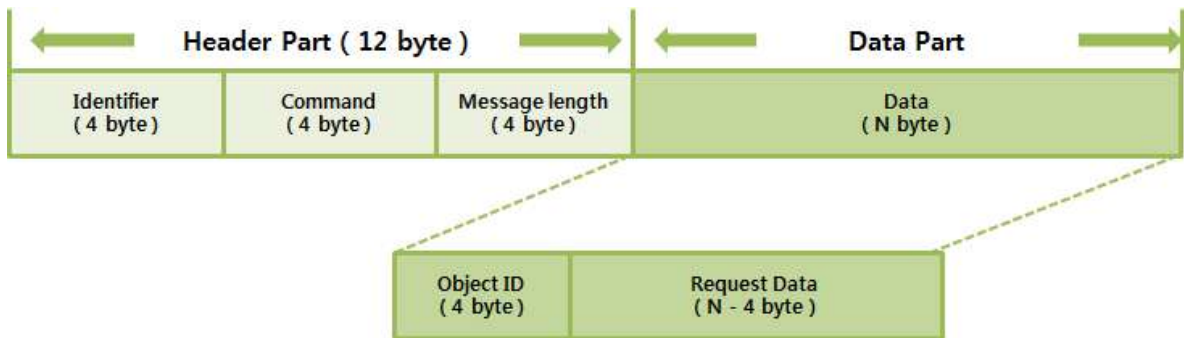 Header Part ( 12 byte )
Data Part
Identifier
( 4 byte )
Command
( 4 byte )
Message length
( 4 byte )
Data
( N byte )
Object ID
( 4 byte )
Request Data
( N - 4 byte )